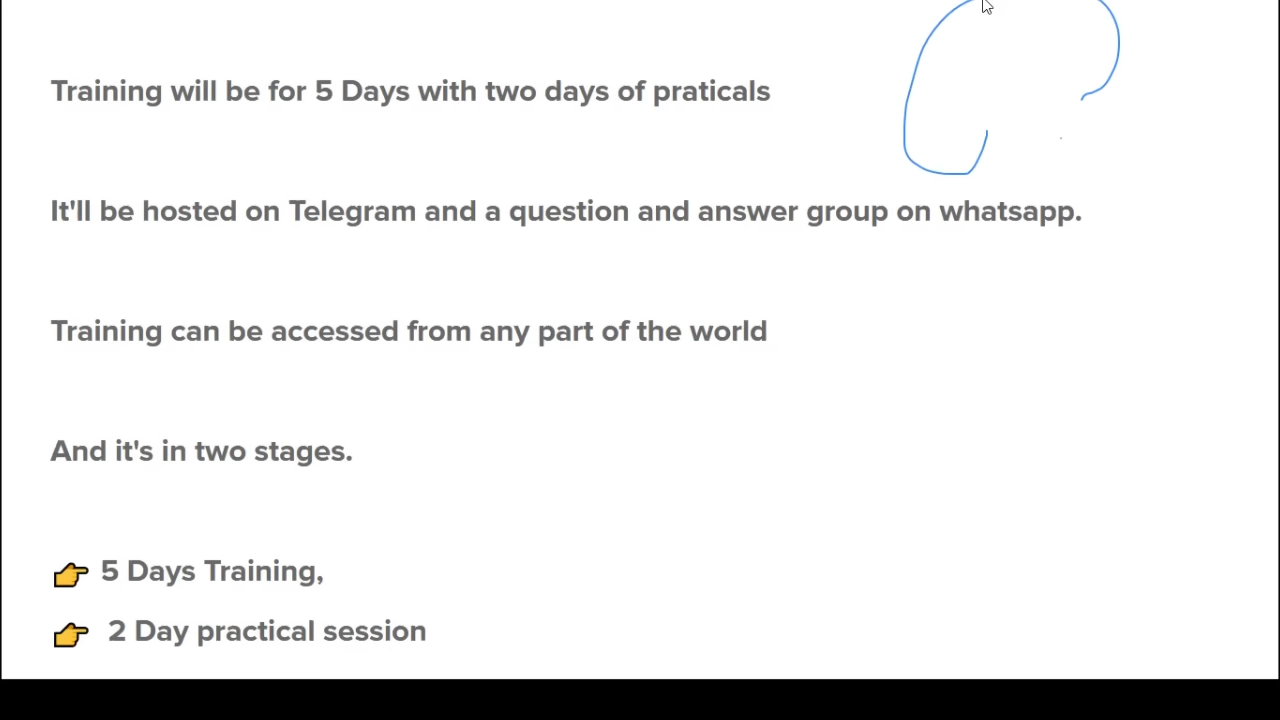 Training will be for 5 Days with two days of praticals
It'll be hosted on Telegram and a question and answer group on whatsapp.
Training can be accessed from any part of the world
And it's in two stages.
👉 5 Days Training,
👉 2 Day practical session